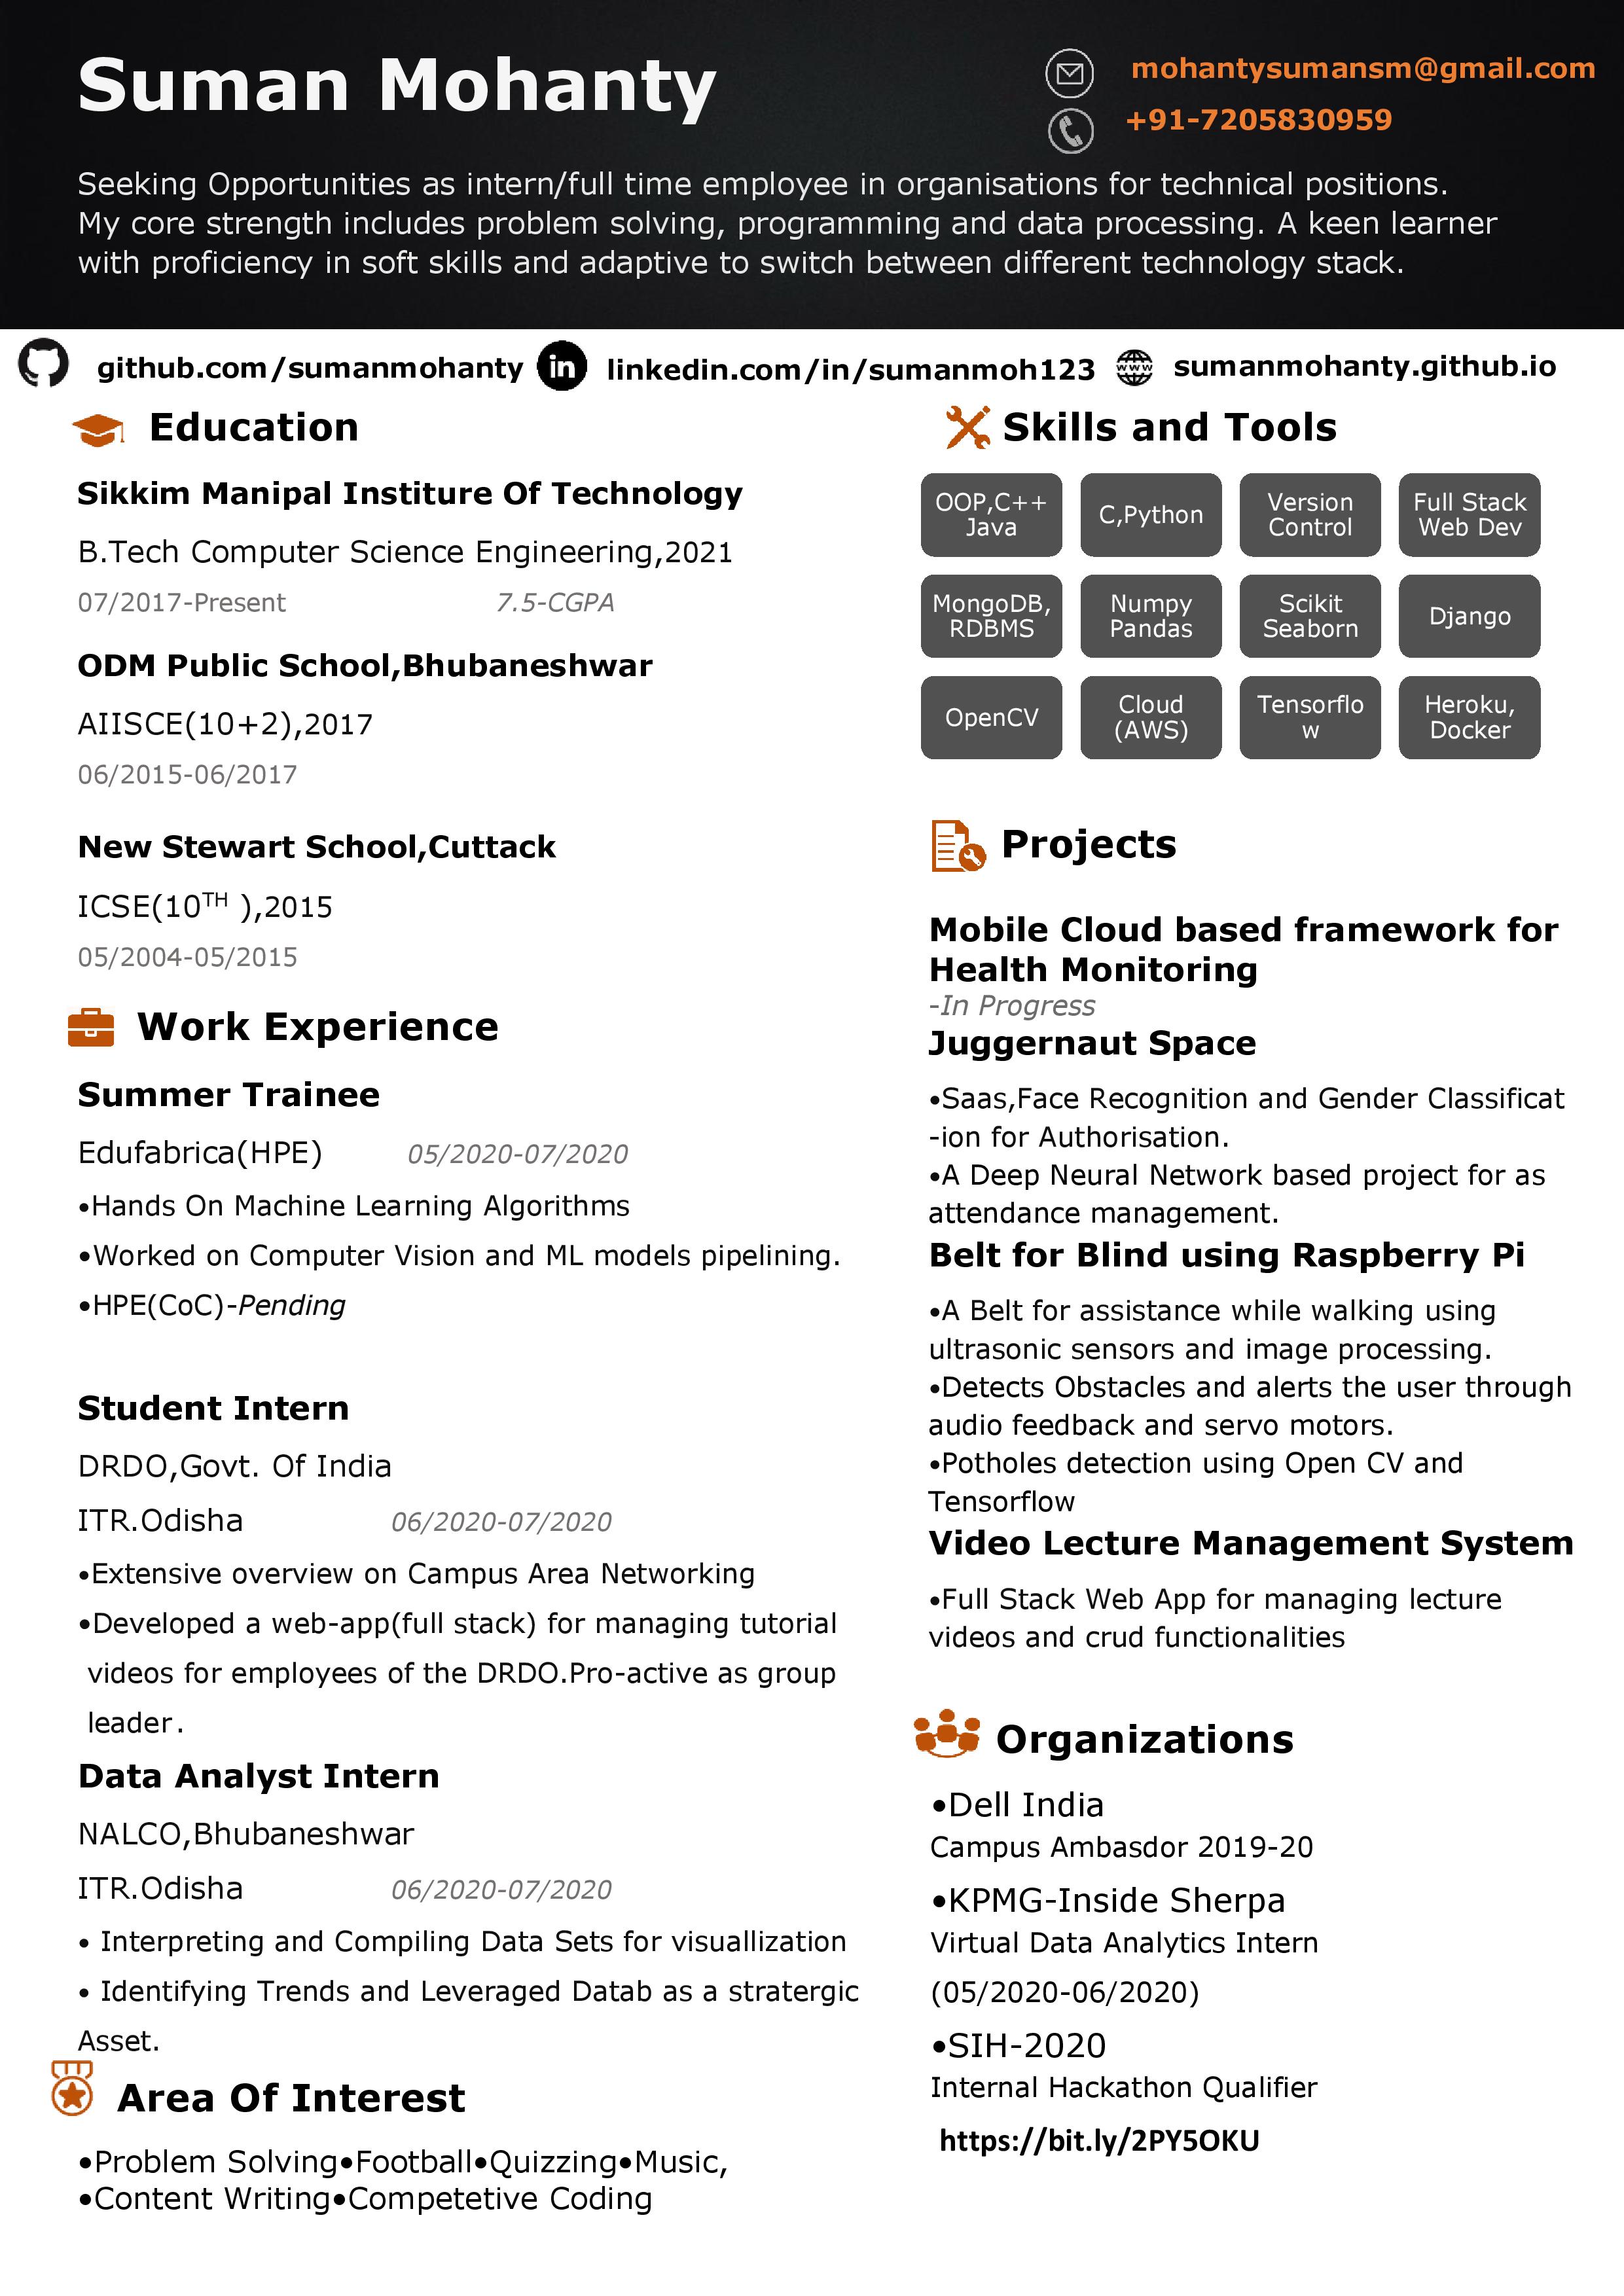 Suman Mohanty
mohantysumansm@gmail.com
+91-7205830959
Seeking Opportunities as intern/full time employee in organisations for technical positions.
My core strength includes problem solving, programming and data processing. A keen learner
with proficiency in soft skills and adaptive to switch between different technology stack.
github.com/sumanmohanty
in
linkedin.com/in/sumanmoh123
www
sumanmohanty.github.io
Education
Sikkim Manipal Institure Of Technology
B.Tech Computer Science Engineering,2021
07/2017-Present 7.5-CGPA
ODM Public School,Bhubaneshwar
AIISCE(10+2),2017
06/2015-06/2017
New Stewart School,Cuttack
ICSE(10TH ),2015
05/2004-05/2015
Work Experience
Summer Trainee
Edufabrica(HPE) 05/2020-07/2020
•Hands On Machine Learning Algorithms
•Worked on Computer Vision and ML models pipelining.
•HPE(CoC)-Pending
Student Intern
DRDO,Govt. Of India
ITR.Odisha 06/2020-07/2020
•Extensive overview on Campus Area Networking
•Developed a web-app(full stack) for managing tutorial
videos for employees of the DRDO.Pro-active as group
leader.
Data Analyst Intern
NALCO,Bhubaneshwar
ITR.Odisha 06/2020-07/2020
• Interpreting and Compiling Data Sets for visuallization
• Identifying Trends and Leveraged Datab as a stratergic
Asset.
Area Of Interest
•Problem Solving•Football•Quizzing•Music,
•Content Writing•Competetive Coding
Skills and Tools
OOP,C++
Java
C,Python
Version
Control
Full Stack
Web Dev
MongoDB,
RDBMS
Numpy
Pandas
Scikit
Seaborn
Django
OpenCV
Cloud
(AWS)
Tensorflo
w
Heroku,
Docker
Projects
Mobile Cloud based framework for
Health Monitoring
-In Progress
Juggernaut Space
•Saas,Face Recognition and Gender Classificat
-ion for Authorisation.
•A Deep Neural Network based project for as
attendance management.
Belt for Blind using Raspberry Pi
•A Belt for assistance while walking using
ultrasonic sensors and image processing.
•Detects Obstacles and alerts the user through
audio feedback and servo motors.
•Potholes detection using Open CV and
Tensorflow
Video Lecture Management System
•Full Stack Web App for managing lecture
videos and crud functionalities
Organizations
•Dell India
Campus Ambasdor 2019-20
•KPMG-Inside Sherpa
Virtual Data Analytics Intern
(05/2020-06/2020)
•SIH-2020
Internal Hackathon Qualifier
https://bit.ly/2PY5OKU